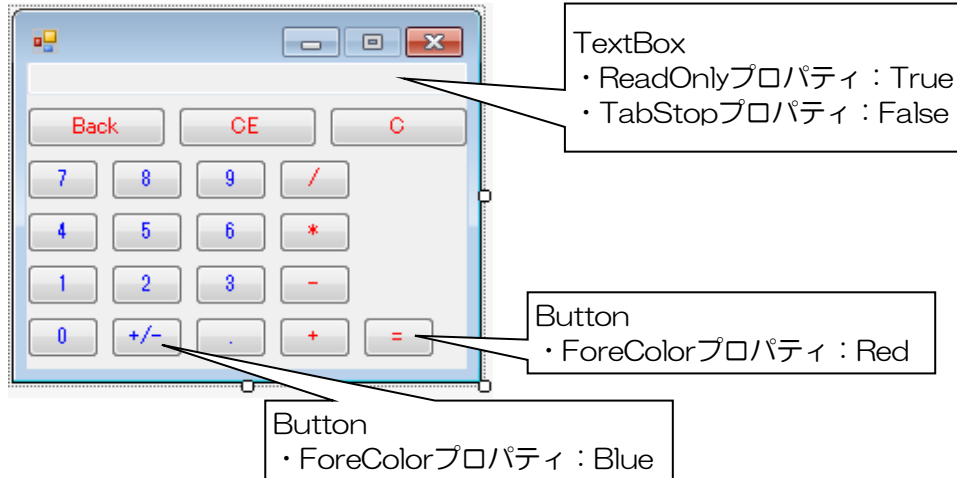 TextBox
・ReadOnlyプロパティ：True
・TabStopプロパティ：False
Back CE C
7 8 9 /
4 5 6 *
1 2 3 -
0 +/- . + =
Button
・ForeColorプロパティ：Red
Button
・ForeColorプロパティ：Blue